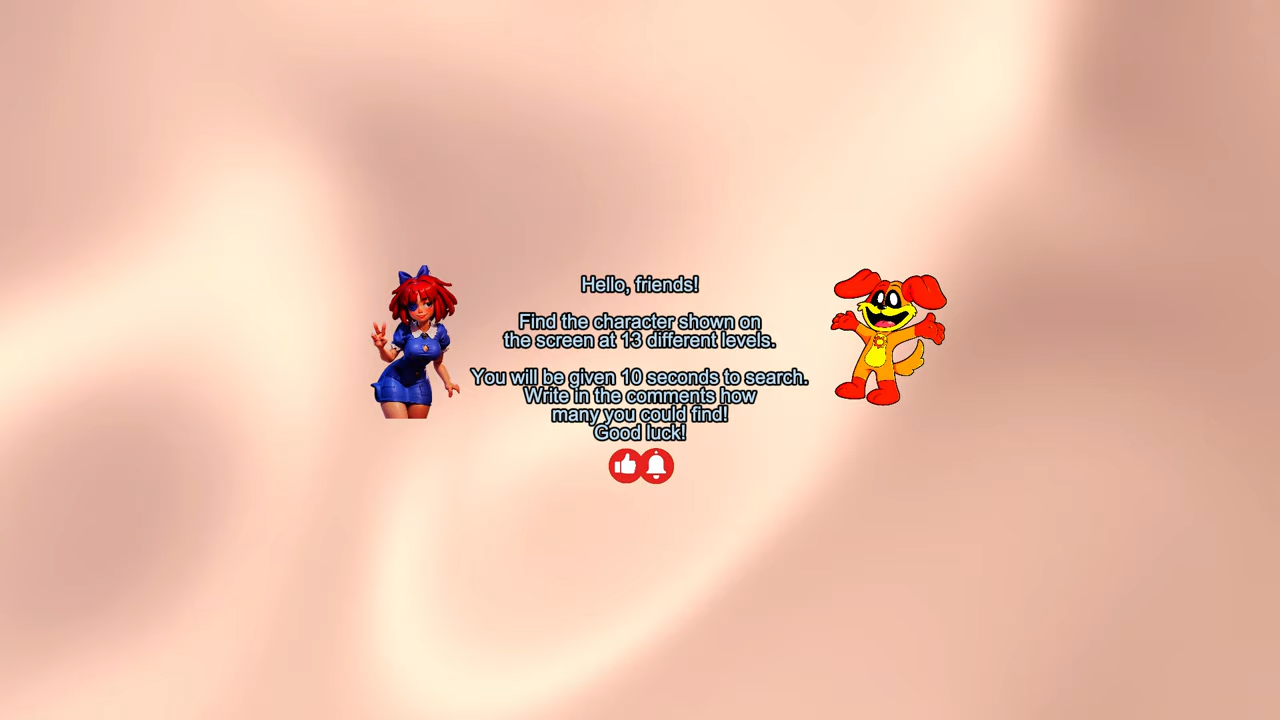 Hello, friends!
Find the character shown on
the screen at 13 different levels.
You will be given 10 seconds to search.
Write in the comments how
many you could find!
Good luck!